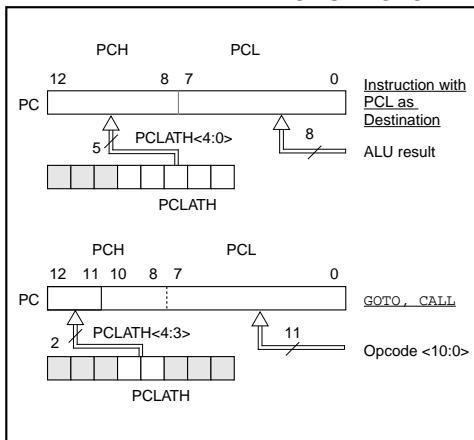 PCH PCL
12 8 7 0
PC
Instruction with
PCL as
Destination
5 PCLATH<4:0> 8
ALU result
PCLATH
PCH PCL
12 11 10 8 7 0
PC
GOTO, CALL
2 PCLATH<4:3> 11
Opcode <10:0>
PCLATH